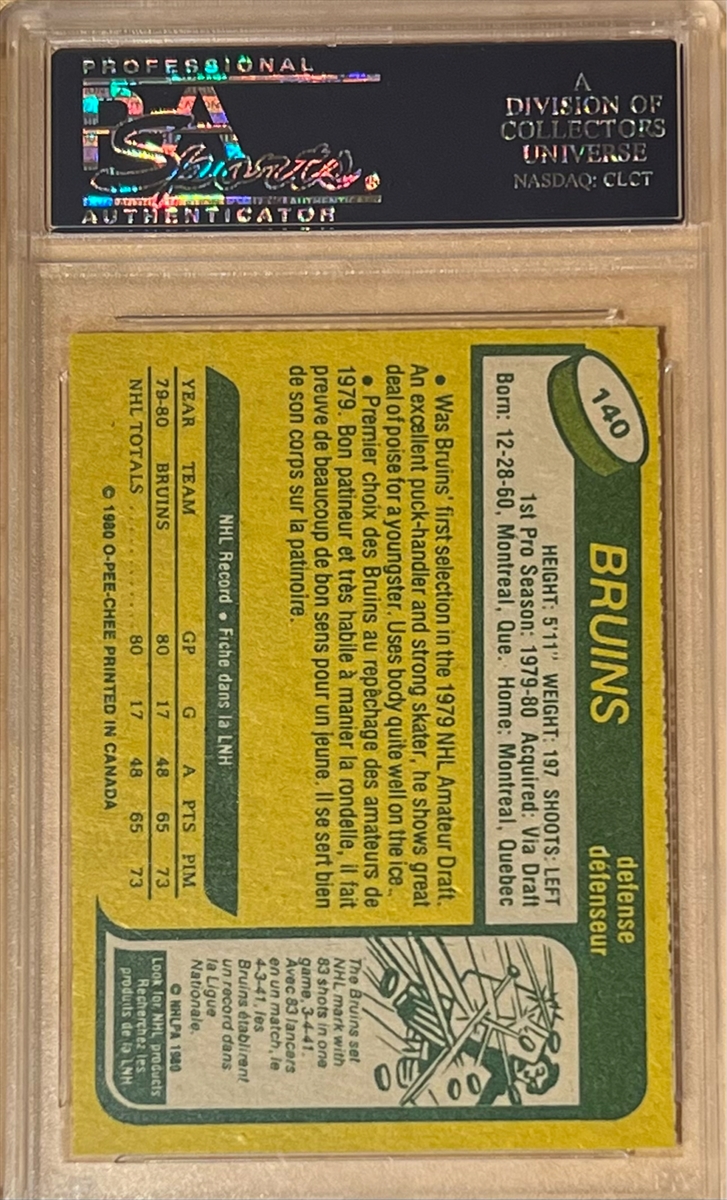 PROFESSIONAL
PSA
Sports
AUTHENTICATOR
A
DIVISION OF
COLLECTORS
UNIVERSE
NASDAQ: CLCT
140
BRUINS
defense
défenseur
HEIGHT: 5'11" WEIGHT: 197 SHOOTS: LEFT
1st Pro Season: 1979-80 Acquired: Via Draft
Born: 12-28-60, Montreal, Que. Home: Montreal, Quebec
• Was Bruins' first selection in the 1979 NHL Amateur Draft.
An excellent puck-handler and strong skater, he shows great
deal of poise for a youngster. Uses body quite well on the ice.
• Premier choix des Bruins au repêchage des amateurs de
1979. Bon patineur et très habile à manier la rondelle, il fait
preuve de beaucoup de bon sens pour un jeune. Il se sert bien
de son corps sur la patinoire.
NHL Record • Fiche dans la LNH
YEAR TEAM GP G A PTS PIM
79-80 BRUINS 80 17 48 65 73
NHL TOTALS ............ 80 17 48 65 73
© 1980 O-PEE-CHEE PRINTED IN CANADA
The Bruins set
NHL mark with
83 shots in one
game, 3-4-41.
Avec 83 lancers
en un match, le
4-3-41, les
Bruins établirent
un record dans
la Ligue
Nationale.
© NHLPA 1980
Look for NHL products
Recherchez les
produits de la LNH